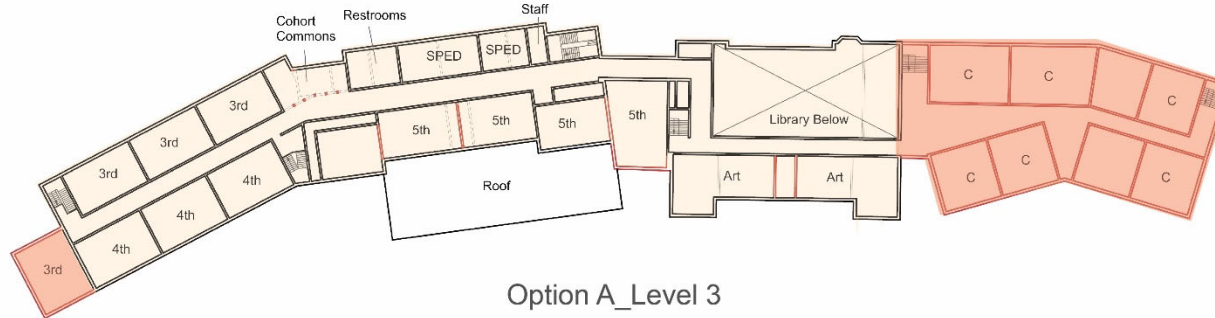 Cohort
Commons
Restrooms
Staff
SPED
SPED
3rd
3rd
3rd
3rd
4th
4th
4th
5th
5th
5th
5th
Roof
Library Below
Art
Art
C
C
C
C
C
C
Option A_Level 3